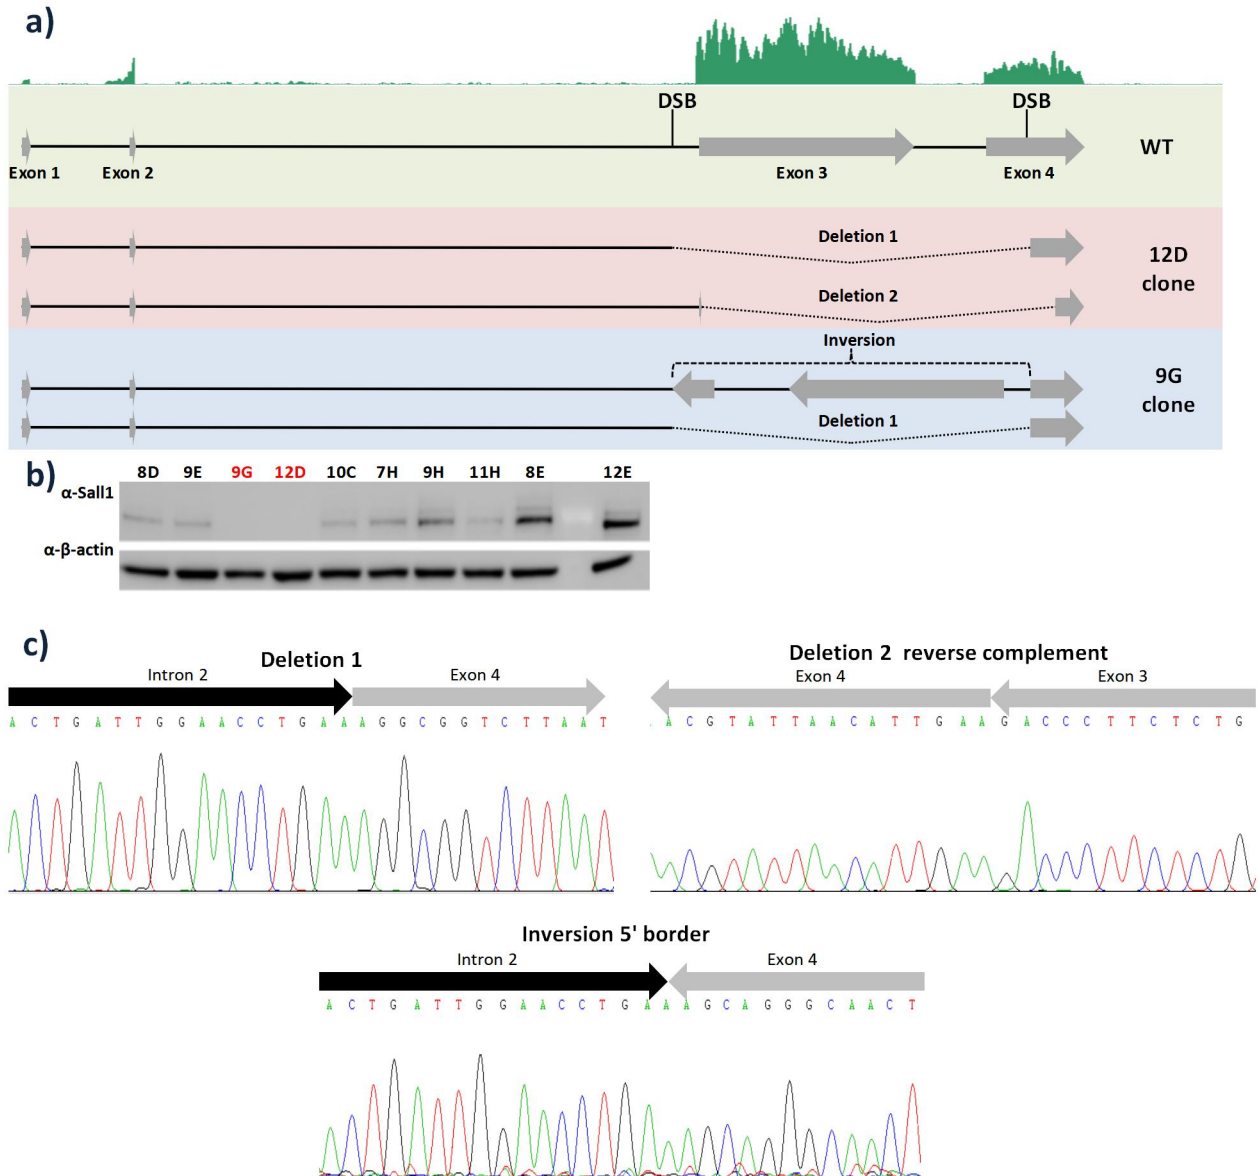 a)
DSB DSB
WT
Exon 1 Exon 2 Exon 3 Exon 4
Deletion 1
12D
clone
Deletion 2
Inversion
9G
clone
Deletion 1
b)
8D 9E 9G 12D 10C 7H 9H 11H 8E 12E
α-Sall1
α-β-actin
c)
Deletion 1
Intron 2 Exon 4
A C T G A T T G G A A C C T G A A A G G C G G T C T T A A T
Deletion 2 reverse complement
Exon 4 Exon 3
A C G T A T T A A C A T T G A A G A C C C T T C T C T G
Inversion 5' border
Intron 2 Exon 4
A C T G A T T G G A A C C T G A A A G C A G G G C A A C T